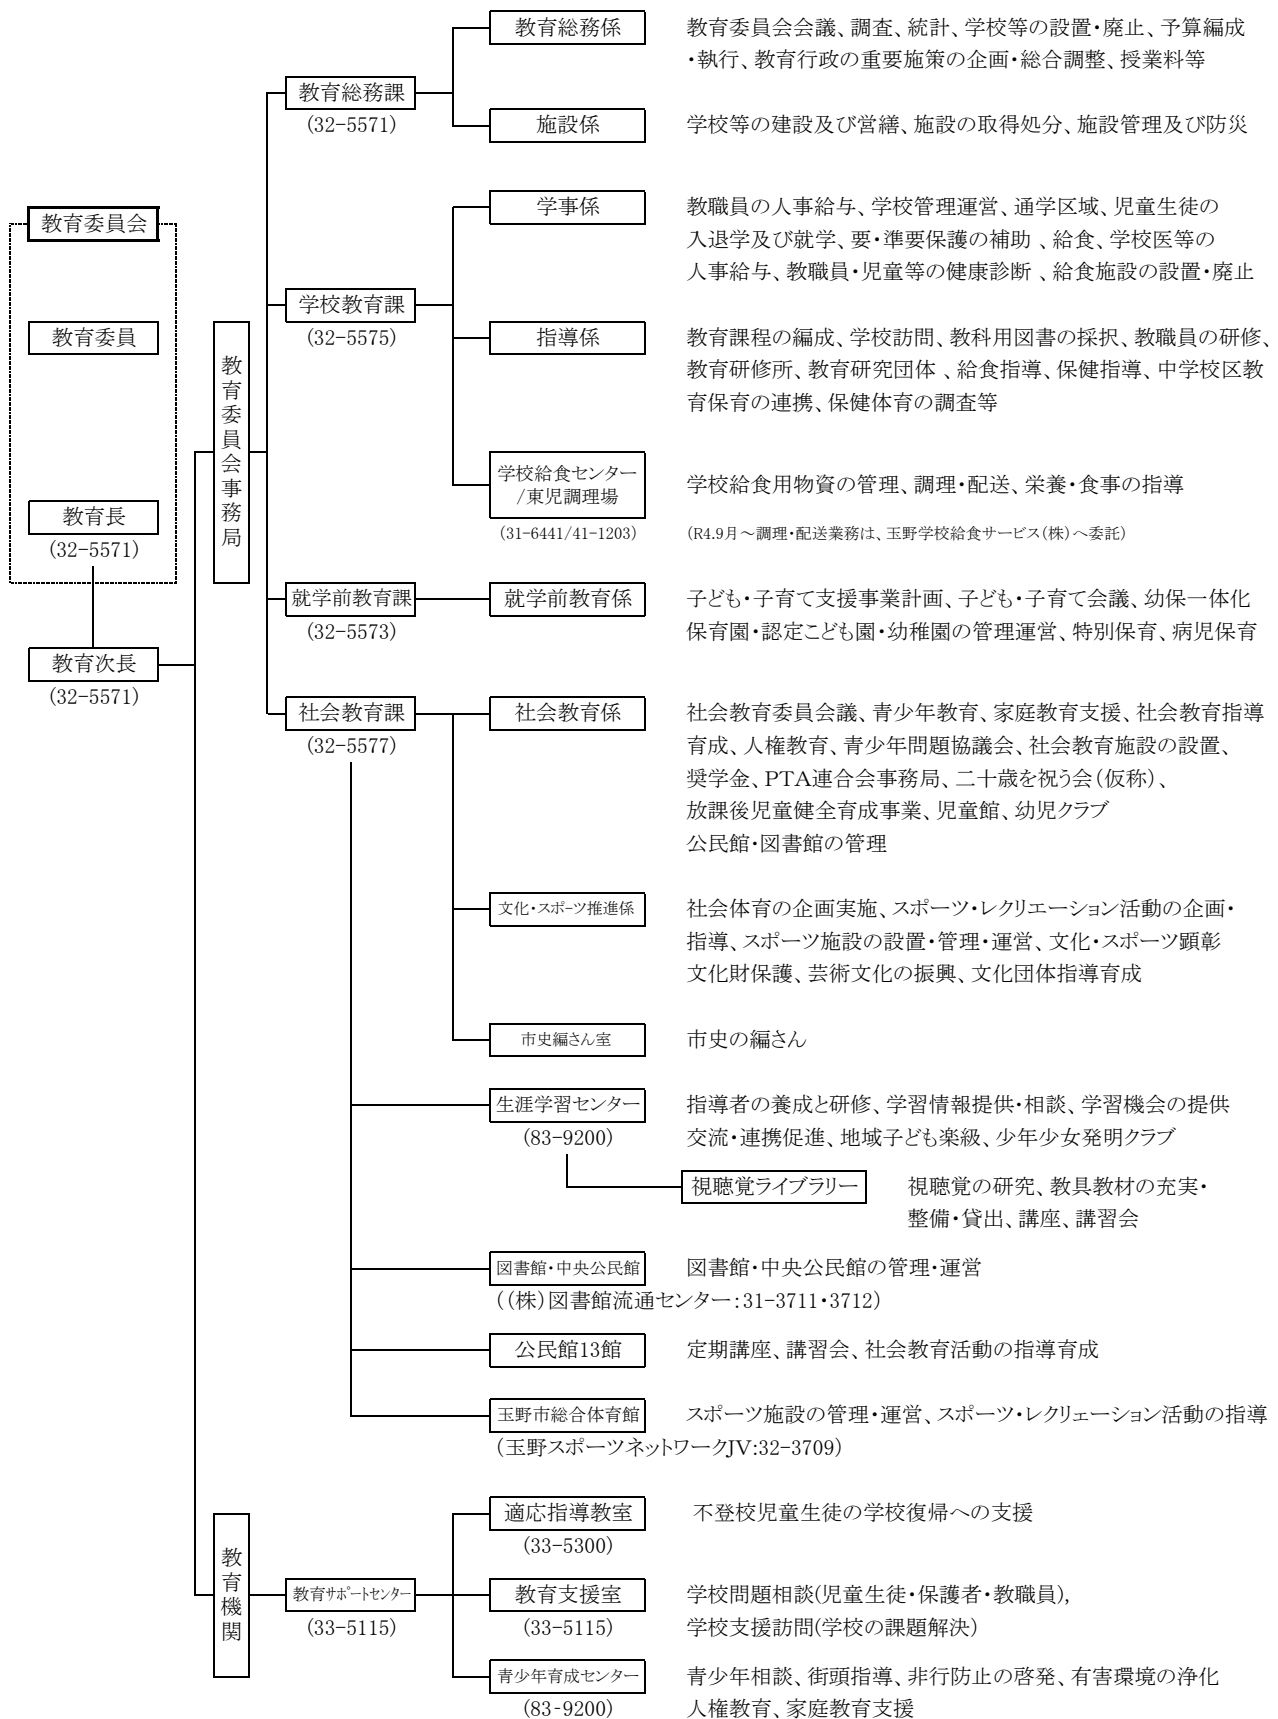 教育委員会
教育委員
教育長
(32-5571)
教育次長
(32-5571)
教育委員会事務局
教育総務課
(32-5571)
教育総務係
教育委員会会議、調査、統計、学校等の設置・廃止、予算編成
・執行、教育行政の重要施策の企画・総合調整、授業料等
施設係
学校等の建設及び営繕、施設の取得処分、施設管理及び防災
学校教育課
(32-5575)
学事係
教職員の人事給与、学校管理運営、通学区域、児童生徒の
入退学及び就学、要・準要保護の補助 、給食、学校医等の
人事給与、教職員・児童等の健康診断 、給食施設の設置・廃止
指導係
教育課程の編成、学校訪問、教科用図書の採択、教職員の研修、
教育研修所、教育研究団体 、給食指導、保健指導、中学校区教
育保育の連携、保健体育の調査等
学校給食センター
/東児調理場
(31-6441/41-1203)
学校給食用物資の管理、調理・配送、栄養・食事の指導
(R4.9月～調理・配送業務は、玉野学校給食サービス(株)へ委託)
就学前教育課
(32-5573)
就学前教育係
子ども・子育て支援事業計画、子ども・子育て会議、幼保一体化
保育園・認定こども園・幼稚園の管理運営、特別保育、病児保育
社会教育課
(32-5577)
社会教育係
社会教育委員会議、青少年教育、家庭教育支援、社会教育指導
育成、人権教育、青少年問題協議会、社会教育施設の設置、
奨学金、PTA連合会事務局、二十歳を祝う会(仮称)、
放課後児童健全育成事業、児童館、幼児クラブ
公民館・図書館の管理
文化・スポーツ推進係
社会体育の企画実施、スポーツ・レクリエーション活動の企画・
指導、スポーツ施設の設置・管理・運営、文化・スポーツ顕彰
文化財保護、芸術文化の振興、文化団体指導育成
市史編さん室
市史の編さん
生涯学習センター
(83-9200)
指導者の養成と研修、学習情報提供・相談、学習機会の提供
交流・連携促進、地域子ども楽級、少年少女発明クラブ
視聴覚ライブラリー
視聴覚の研究、教具教材の充実・
整備・貸出、講座、講習会
図書館・中央公民館
図書館・中央公民館の管理・運営
((株)図書館流通センター：31-3711・3712)
公民館13館
定期講座、講習会、社会教育活動の指導育成
玉野市総合体育館
スポーツ施設の管理・運営、スポーツ・レクリェーション活動の指導
(玉野スポーツネットワークJV:32-3709)
教育機関
教育サポートセンター
(33-5115)
適応指導教室
(33-5300)
不登校児童生徒の学校復帰への支援
教育支援室
(33-5115)
学校問題相談(児童生徒・保護者・教職員),
学校支援訪問(学校の課題解決)
青少年育成センター
(83-9200)
青少年相談、街頭指導、非行防止の啓発、有害環境の浄化
人権教育、家庭教育支援